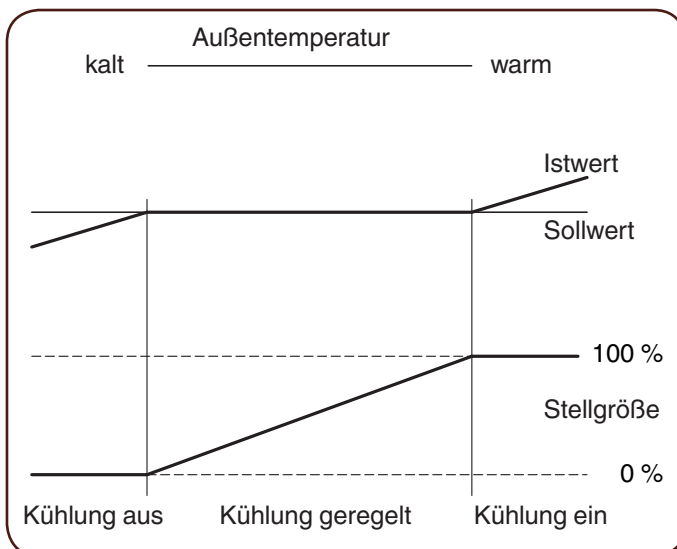 Außentemperatur
kalt
warm
Istwert
Sollwert
100 %
Stellgröße
0 %
Kühlung aus
Kühlung geregelt
Kühlung ein